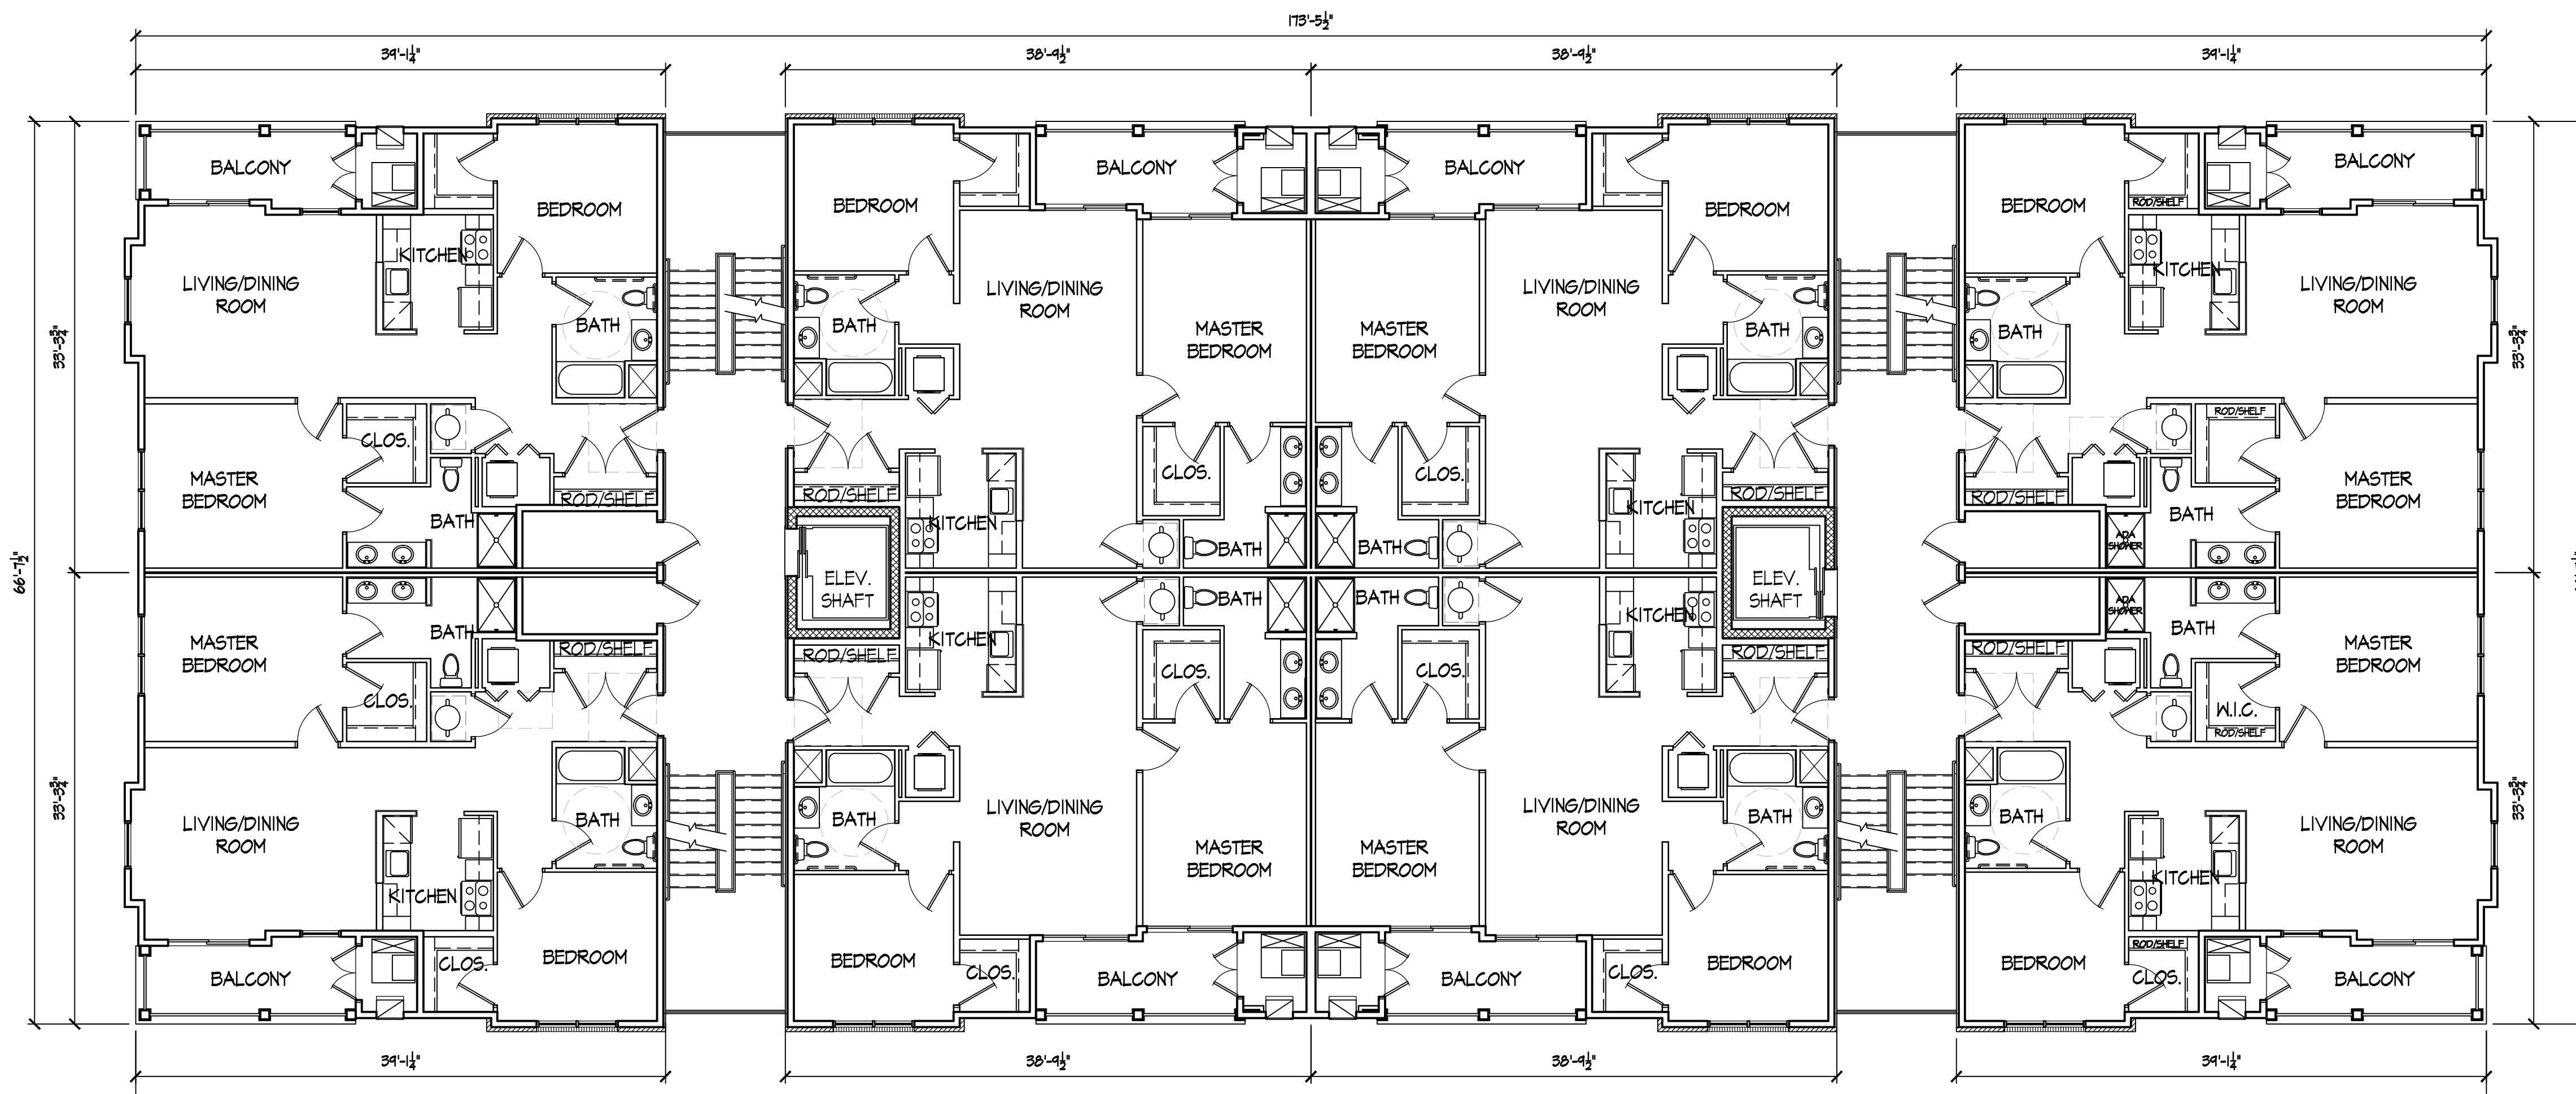 173'-5½"
39'-1¼"
38'-9½"
38'-9½"
39'-1¼"
BALCONY
BEDROOM
BEDROOM
BALCONY
BALCONY
BEDROOM
BEDROOM
ROD/SHELF
BALCONY
KITCHEN
LIVING/DINING
ROOM
BATH
BATH
LIVING/DINING
ROOM
MASTER
BEDROOM
MASTER
BEDROOM
LIVING/DINING
ROOM
BATH
BATH
KITCHEN
LIVING/DINING
ROOM
33'-3¾"
33'-3¾"
CLOS.
MASTER
BEDROOM
BATH
ROD/SHELF
ROD/SHELF
KITCHEN
CLOS.
BATH
CLOS.
BATH
KITCHEN
ROD/SHELF
ROD/SHELF
ROD/SHELF
BATH
ADA
SHOWER
MASTER
BEDROOM
66'-7½"
ELEV.
SHAFT
ELEV.
SHAFT
MASTER
BEDROOM
BATH
CLOS.
ROD/SHELF
ROD/SHELF
KITCHEN
BATH
CLOS.
BATH
CLOS.
KITCHEN
ROD/SHELF
ROD/SHELF
ADA
SHOWER
BATH
W.I.C.
ROD/SHELF
MASTER
BEDROOM
33'-3¾"
33'-3¾"
LIVING/DINING
ROOM
BATH
BATH
LIVING/DINING
ROOM
MASTER
BEDROOM
MASTER
BEDROOM
LIVING/DINING
ROOM
BATH
BATH
LIVING/DINING
ROOM
KITCHEN
KITCHEN
BALCONY
CLOS.
BEDROOM
BEDROOM
CLOS.
BALCONY
BALCONY
CLOS.
BEDROOM
BEDROOM
ROD/SHELF
CLOS.
BALCONY
39'-1¼"
38'-9½"
38'-9½"
39'-1¼"